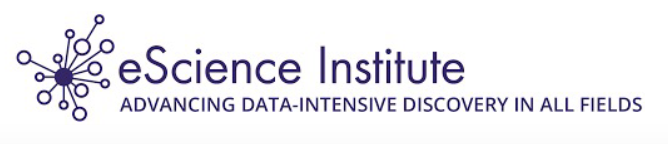 eScience Institute
ADVANCING DATA-INTENSIVE DISCOVERY IN ALL FIELDS